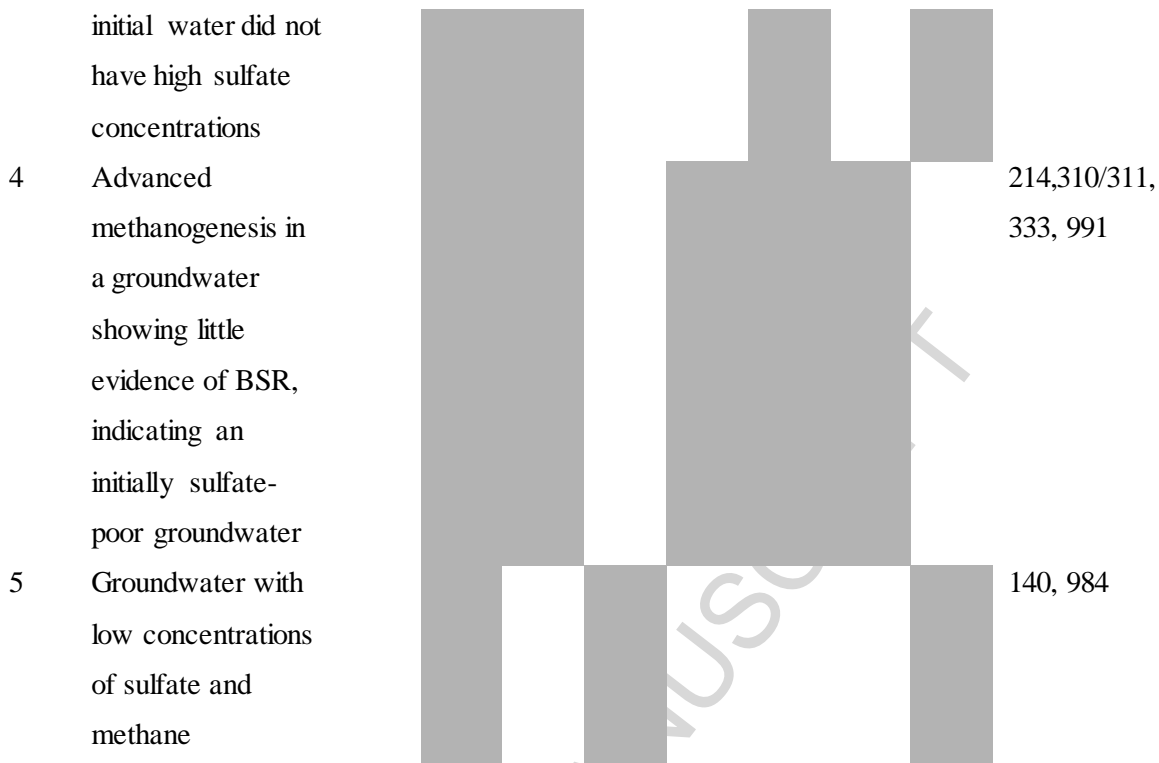 initial water did not
have high sulfate
concentrations
4 Advanced 214,310/311,
methanogenesis in 333, 991
a groundwater
showing little
evidence of BSR,
indicating an
initially sulfate-
poor groundwater
5 Groundwater with 140, 984
low concentrations
of sulfate and
methane